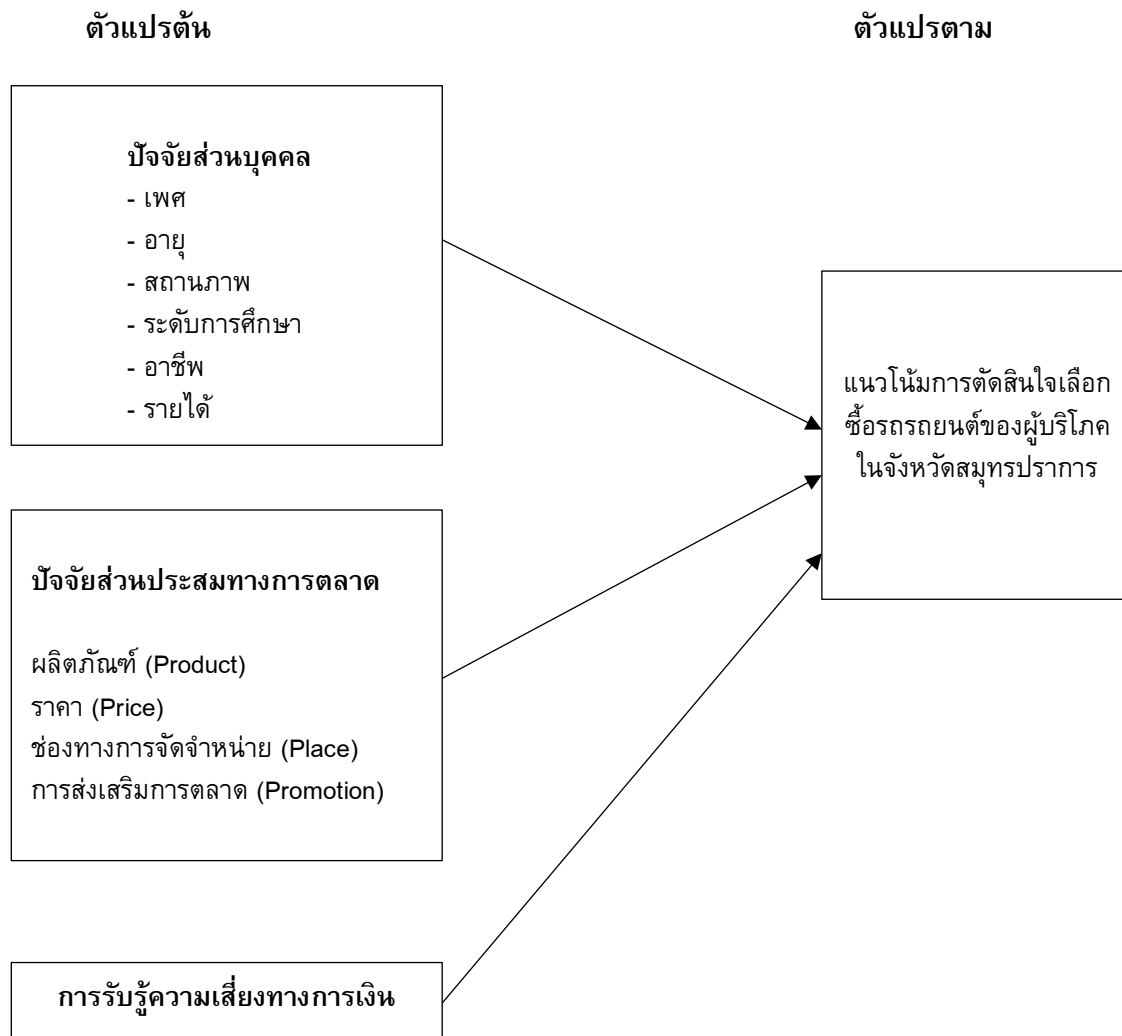 ตัวแปรต้น
ตัวแปรตาม
ปัจจัยส่วนบุคคล
- เพศ
- อายุ
- สถานภาพ
- ระดับการศึกษา
- อาชีพ
- รายได้
แนวโน้มการตัดสินใจเลือก
ซื้อรถรถยนต์ของผู้บริโภค
ในจังหวัดสมุทรปราการ
ปัจจัยส่วนประสมทางการตลาด
ผลิตภัณฑ์ (Product)
ราคา (Price)
ช่องทางการจัดจำหน่าย (Place)
การส่งเสริมการตลาด (Promotion)
การรับรู้ความเสี่ยงทางการเงิน